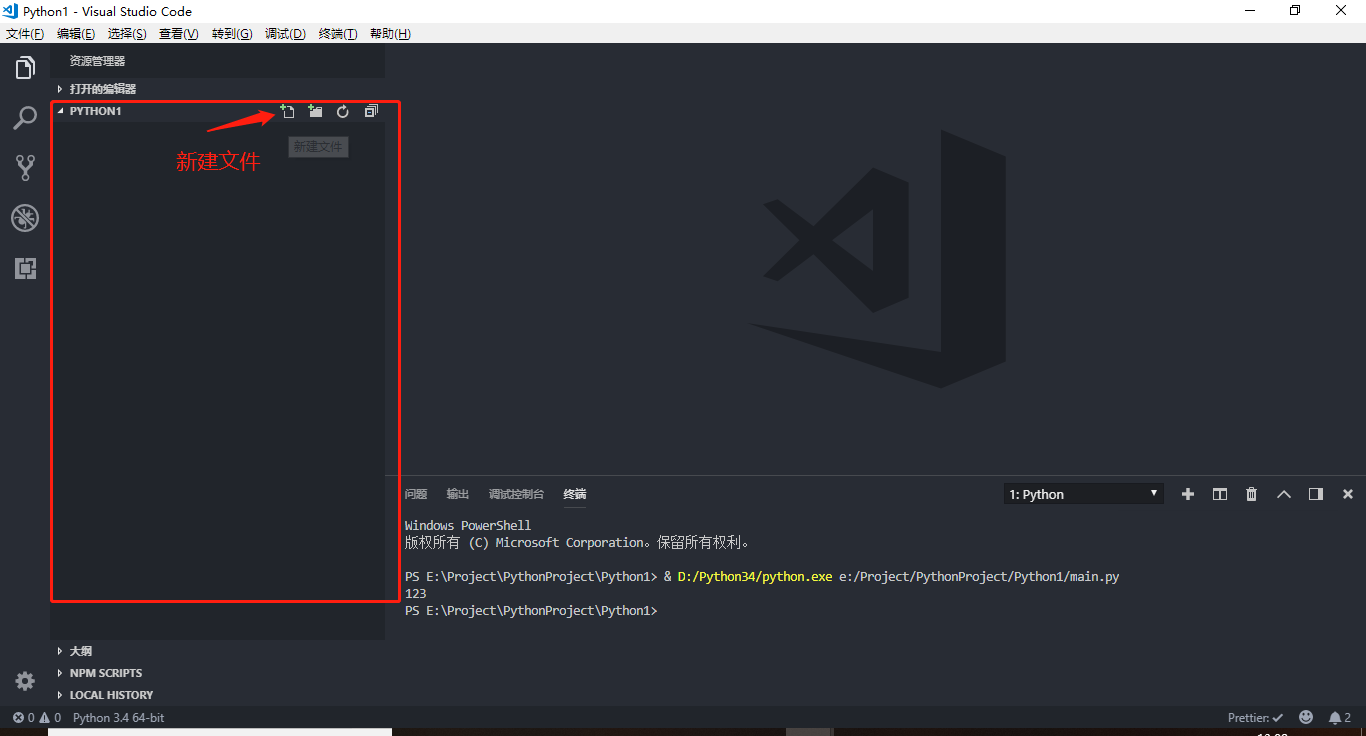 Python1 - Visual Studio Code
文件(F) 编辑(E) 选择(S) 查看(V) 转到(G) 调试(D) 终端(T) 帮助(H)
资源管理器
打开的编辑器
PYTHON1
新建文件
新建文件
大纲
NPM SCRIPTS
LOCAL HISTORY
问题 输出 调试控制台 终端 1: Python
Windows PowerShell
版权所有 (C) Microsoft Corporation。保留所有权利。
PS E:\Project\PythonProject\Python1> & D:/Python34/python.exe e:/Project/PythonProject/Python1/main.py
123
PS E:\Project\PythonProject\Python1>
0 0 Python 3.4 64-bit Prettier: ✓ 2